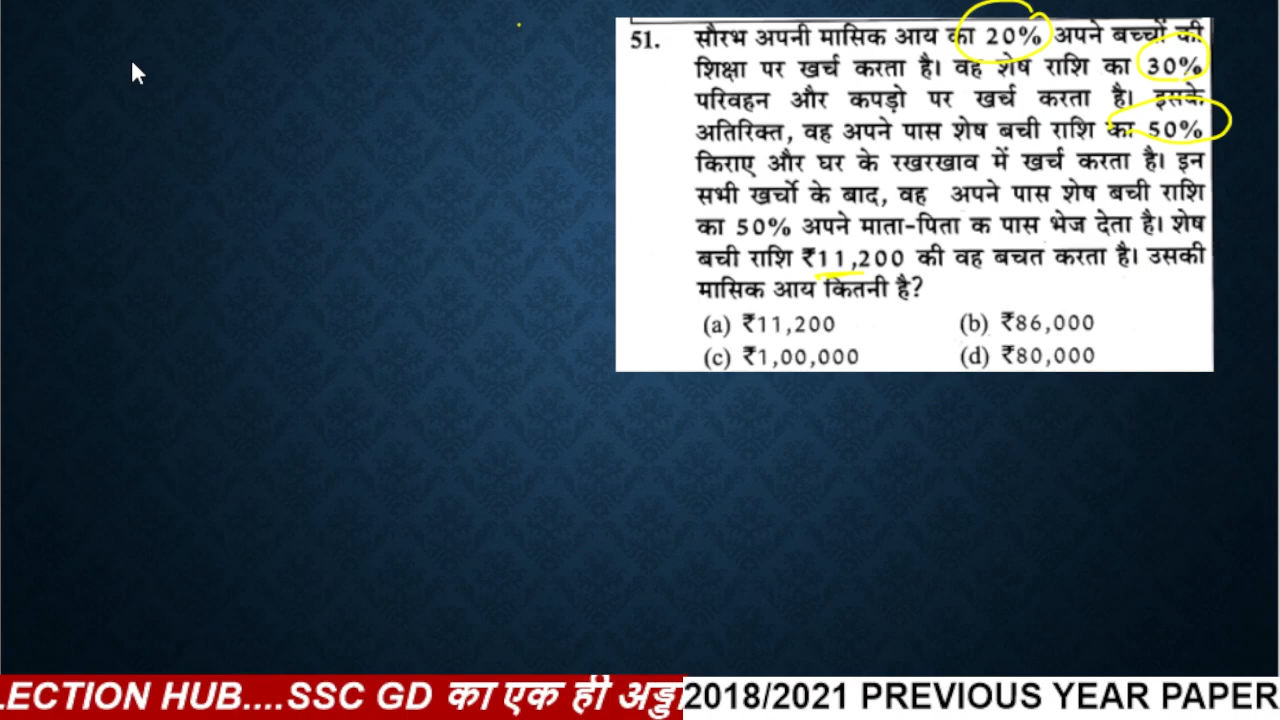 51. सौरभ अपनी मासिक आय का 20% अपने बच्चों की
शिक्षा पर खर्च करता है। वह शेष राशि का 30%
परिवहन और कपड़ो पर खर्च करता है। इसके
अतिरिक्त, वह अपने पास शेष बची राशि का 50%
किराए और घर के रखरखाव में खर्च करता है। इन
सभी खर्चो के बाद, वह अपने पास शेष बची राशि
का 50% अपने माता-पिता क पास भेज देता है। शेष
बची राशि ₹11,200 की वह बचत करता है। उसकी
मासिक आय कितनी है?
(a) ₹11,200 (b) ₹86,000
(c) ₹1,00,000 (d) ₹80,000
LECTION HUB....SSC GD का एक ही अड्डा 2018/2021 PREVIOUS YEAR PAPER